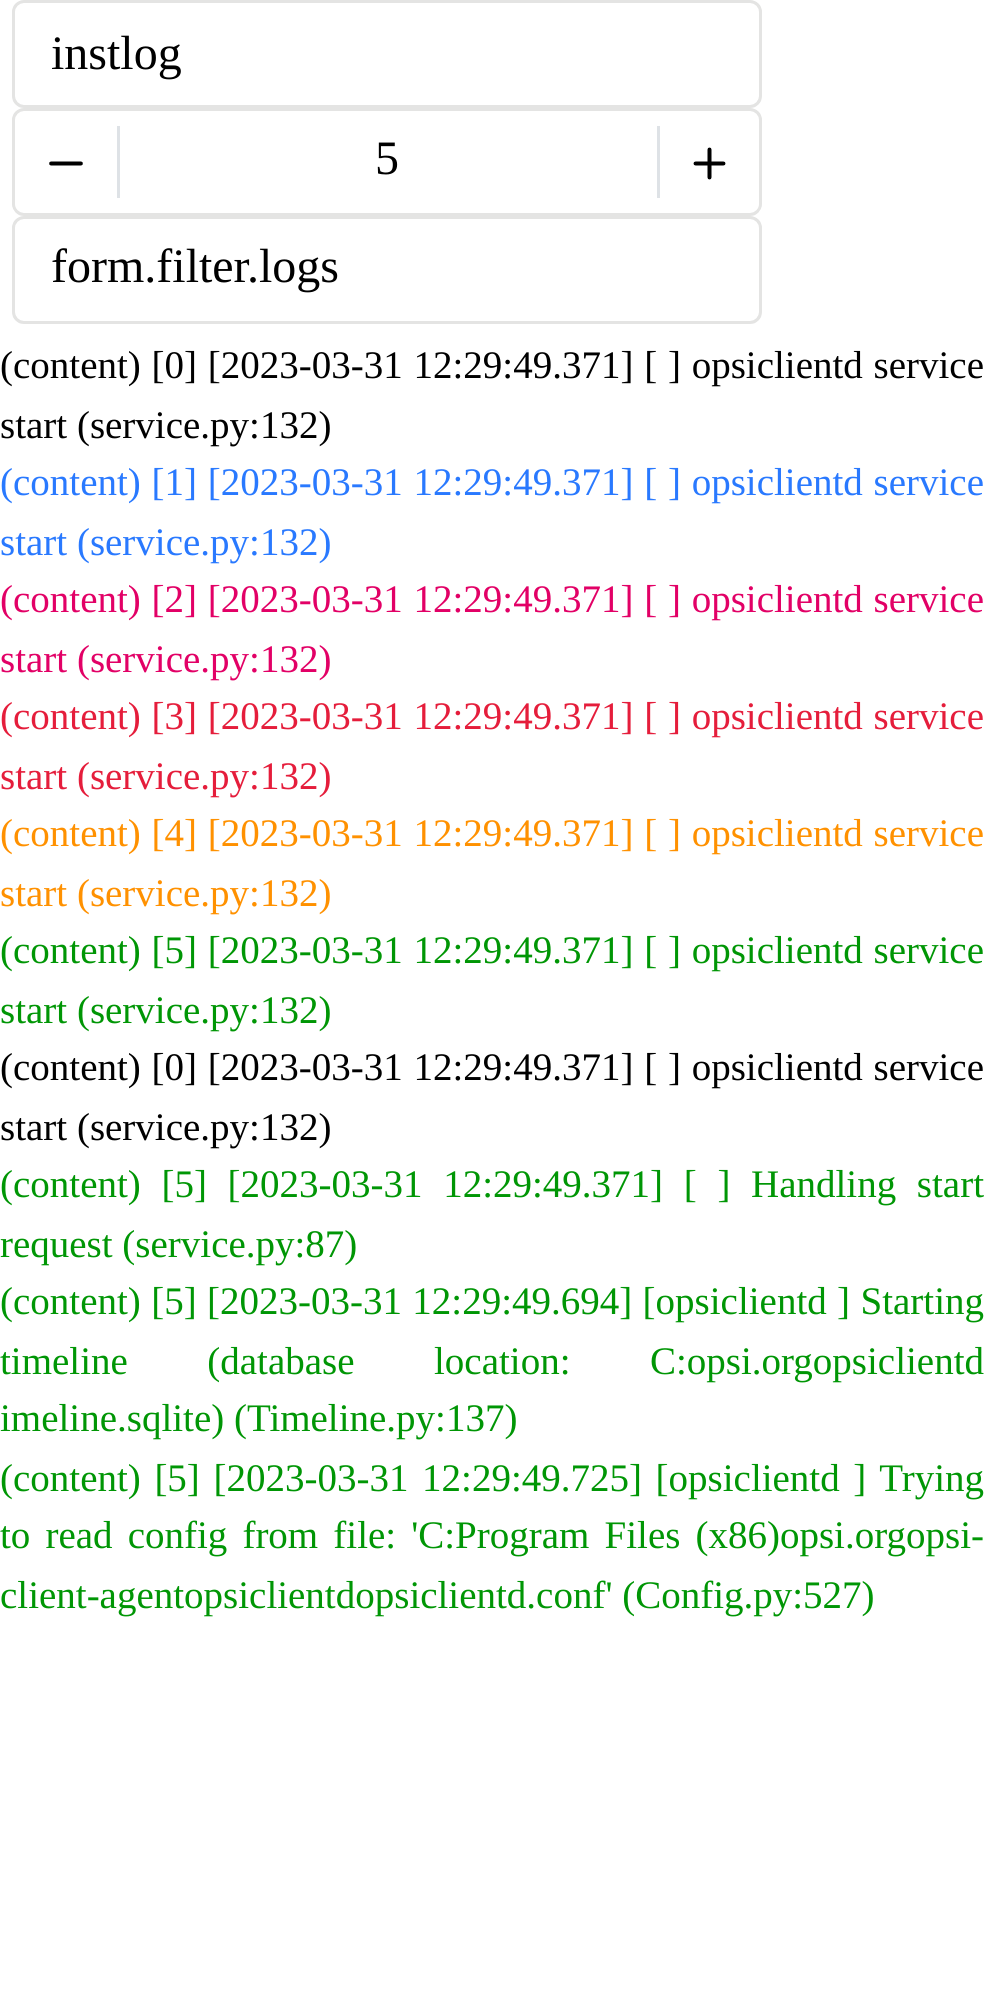 instlog
5
form.filter.logs
(content) [0] [2023-03-31 12:29:49.371] [ ] opsiclientd service
start (service.py:132)
(content) [1] [2023-03-31 12:29:49.371] [ ] opsiclientd service
start (service.py:132)
(content) [2] [2023-03-31 12:29:49.371] [ ] opsiclientd service
start (service.py:132)
(content) [3] [2023-03-31 12:29:49.371] [ ] opsiclientd service
start (service.py:132)
(content) [4] [2023-03-31 12:29:49.371] [ ] opsiclientd service
start (service.py:132)
(content) [5] [2023-03-31 12:29:49.371] [ ] opsiclientd service
start (service.py:132)
(content) [0] [2023-03-31 12:29:49.371] [ ] opsiclientd service
start (service.py:132)
(content) [5] [2023-03-31 12:29:49.371] [ ] Handling start
request (service.py:87)
(content) [5] [2023-03-31 12:29:49.694] [opsiclientd ] Starting
timeline (database location: C:opsi.orgopsiclientd
imeline.sqlite) (Timeline.py:137)
(content) [5] [2023-03-31 12:29:49.725] [opsiclientd ] Trying
to read config from file: 'C:Program Files (x86)opsi.orgopsi-
client-agentopsiclientdopsiclientd.conf' (Config.py:527)